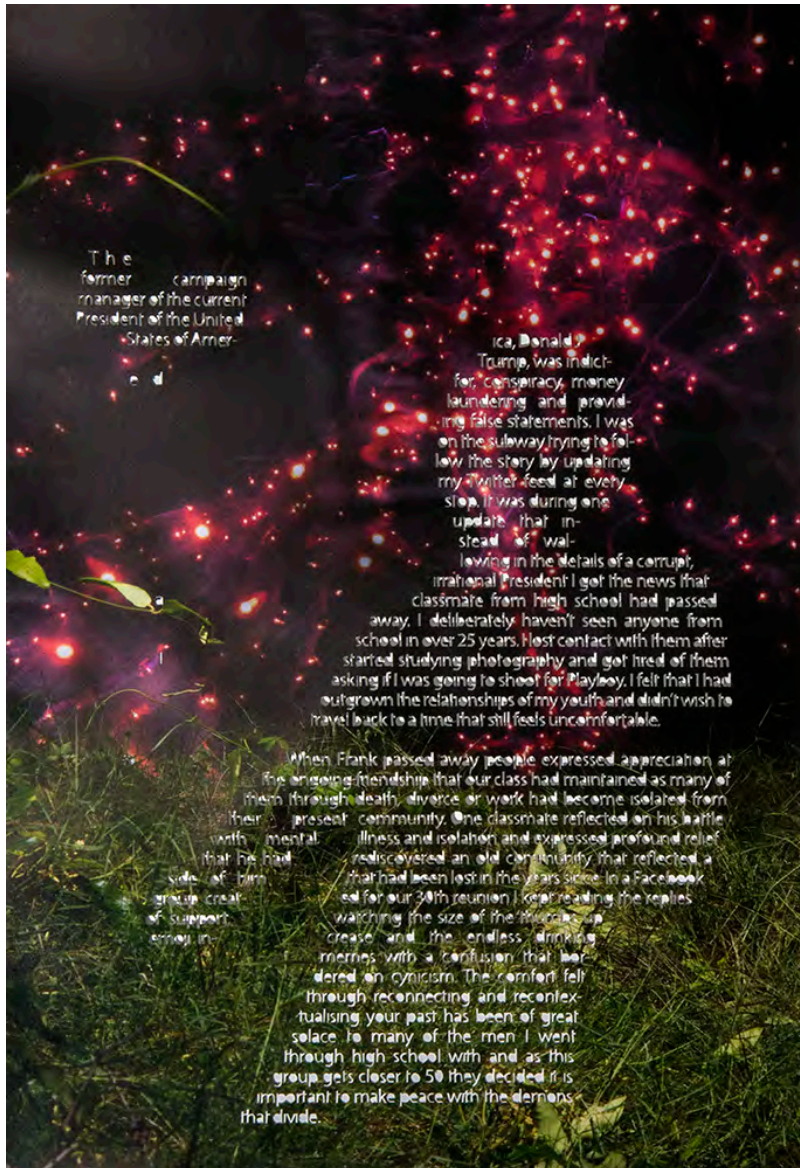 The
former campaign
manager of the current
President of the United
States of Amer-
ica, Donald
Trump, was indict-
e d
for, conspiracy, money
laundering and provid-
ing false statements. I was
on the subway trying to fol-
low the story by updating
my Twitter feed at every
stop. It was during one
update that in-
stead of wal-
lowing in the details of a corrupt,
irrational President I got the news that
a
classmate from high school had passed
away. I deliberately haven't seen anyone from
school in over 25 years. I lost contact with them after
I
started studying photography and got tired of them
asking if I was going to shoot for Playboy. I felt that I had
outgrown the relationships of my youth and didn't wish to
travel back to a time that still feels uncomfortable.
When Frank passed away people expressed appreciation at
the ongoing friendship that our class had maintained as many of
them through death, divorce or work had become isolated from
their present community. One classmate reflected on his battle
with mental illness and isolation and expressed profound relief
that he had rediscovered an old community that reflected a
side of him that had been lost in the years since. In a Facebook
group creat ed for our 30th reunion I kept reading the replies
of support watching the size of the thumbs up
emoji in- crease and the endless drinking
memes with a confusion that bor-
dered on cynicism. The comfort felt
through reconnecting and recontex-
tualising your past has been of great
solace to many of the men I went
through high school with and as this
group gets closer to 50 they decided it is
important to make peace with the demons
that divide.